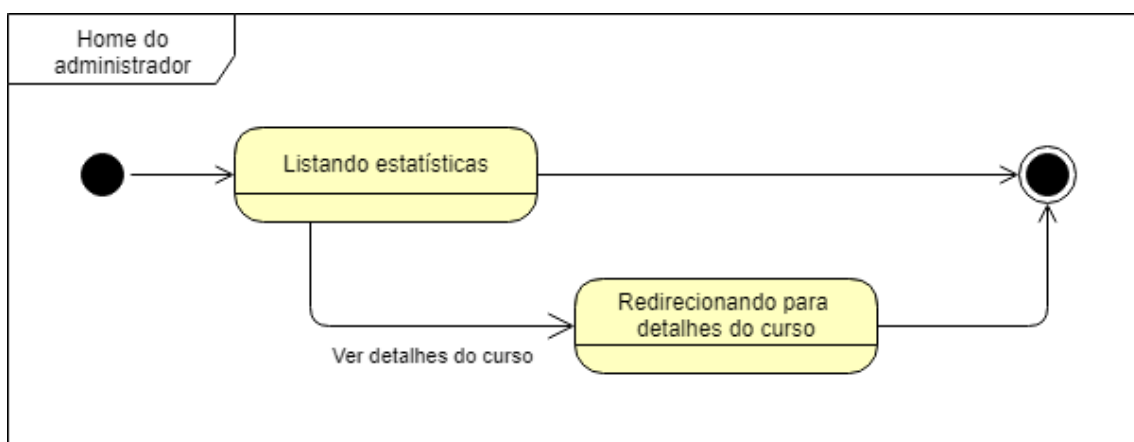 Home do
administrador
Listando estatísticas
Redirecionando para
detalhes do curso
Ver detalhes do curso